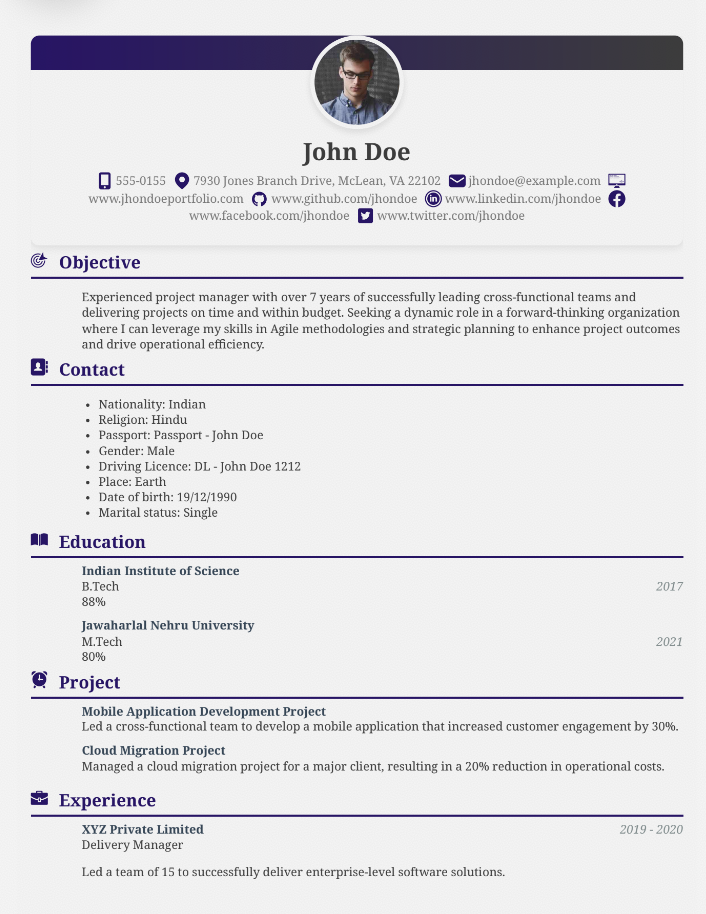 John Doe
555-0155 7930 Jones Branch Drive, McLean, VA 22102 jhondoe@example.com
www.jhondoeportfolio.com www.github.com/jhondoe www.linkedin.com/jhondoe
www.facebook.com/jhondoe www.twitter.com/jhondoe
Objective
Experienced project manager with over 7 years of successfully leading cross-functional teams and
delivering projects on time and within budget. Seeking a dynamic role in a forward-thinking organization
where I can leverage my skills in Agile methodologies and strategic planning to enhance project outcomes
and drive operational efficiency.
Contact
• Nationality: Indian
• Religion: Hindu
• Passport: Passport - John Doe
• Gender: Male
• Driving Licence: DL - John Doe 1212
• Place: Earth
• Date of birth: 19/12/1990
• Marital status: Single
Education
Indian Institute of Science
B.Tech 2017
88%
Jawaharlal Nehru University
M.Tech 2021
80%
Project
Mobile Application Development Project
Led a cross-functional team to develop a mobile application that increased customer engagement by 30%.
Cloud Migration Project
Managed a cloud migration project for a major client, resulting in a 20% reduction in operational costs.
Experience
XYZ Private Limited 2019 - 2020
Delivery Manager
Led a team of 15 to successfully deliver enterprise-level software solutions.